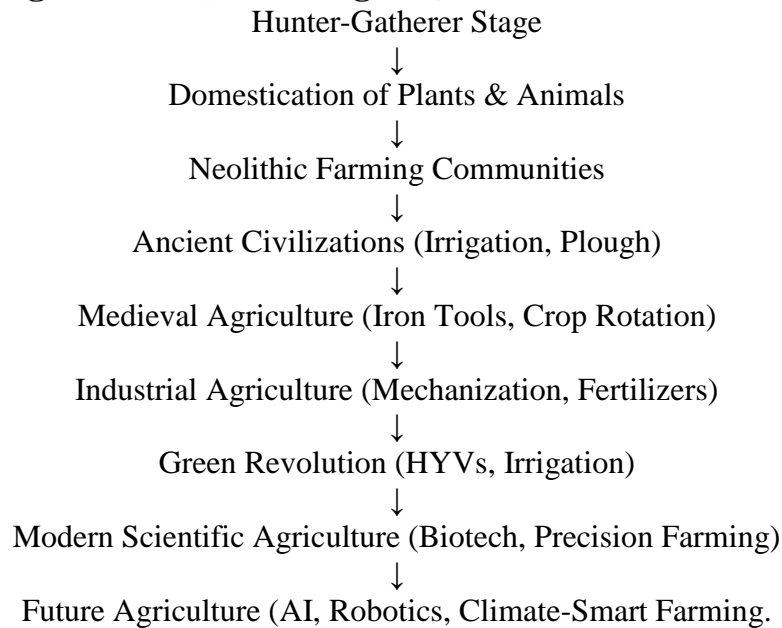 Hunter-Gatherer Stage
↓
Domestication of Plants & Animals
↓
Neolithic Farming Communities
↓
Ancient Civilizations (Irrigation, Plough)
↓
Medieval Agriculture (Iron Tools, Crop Rotation)
↓
Industrial Agriculture (Mechanization, Fertilizers)
↓
Green Revolution (HYVs, Irrigation)
↓
Modern Scientific Agriculture (Biotech, Precision Farming)
↓
Future Agriculture (AI, Robotics, Climate-Smart Farming.